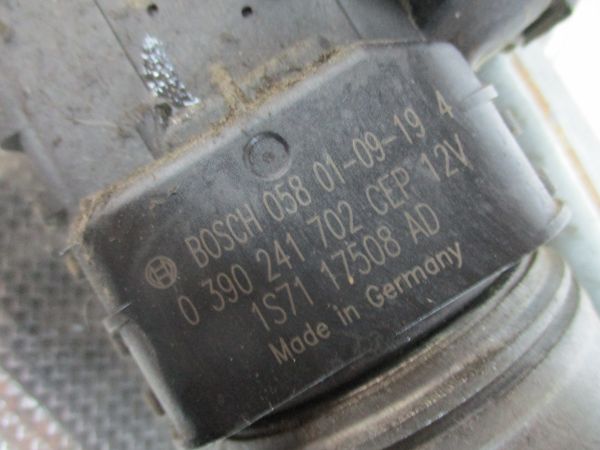 BOSCH 058 01-09-19 4
0 390 241 702 CEP 12V
1S71 17508 AD
Made in Germany